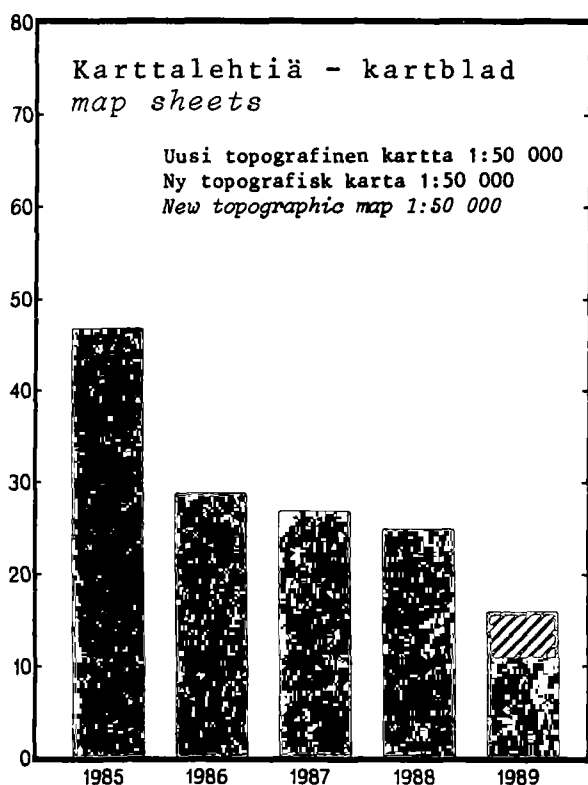 80
Karttalehtiä - kartblad
map sheets
70
Uusi topografinen kartta 1:50 000
Ny topografisk karta 1:50 000
New topographic map 1:50 000
60
50
40
30
20
10
0
1985 1986 1987 1988 1989